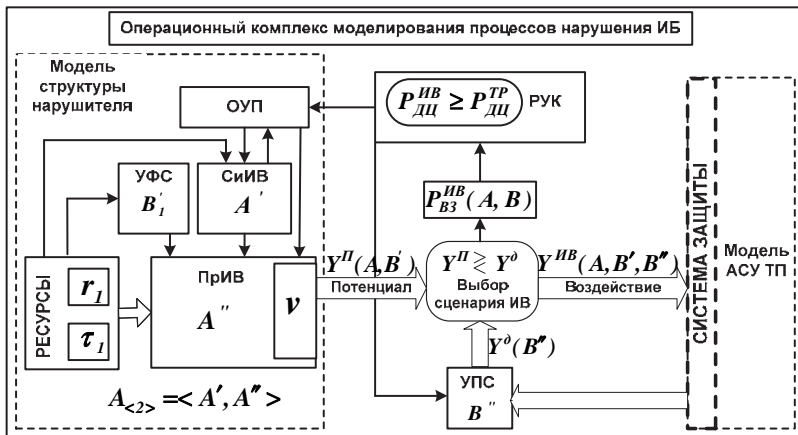 Операционный комплекс моделирования процессов нарушения ИБ
Модель
структуры
нарушителя
ОУП
P_ДЦ^ИВ ≥ P_ДЦ^ТР
РУК
УФС
B'_1
СиИВ
A'
P_ВЗ^ИВ(A, B)
РЕСУРСЫ
r_1
τ_1
ПрИВ
A''
v
Y^П(A,B')
Потенциал
Y^П ≷ Y^д
Выбор
сценария ИВ
Y^ИВ(A, B', B'')
Воздействие
СИСТЕМА ЗАЩИТЫ
Модель
АСУ ТП
Y^д(B'')
УПС
B''
A_<2> =< A', A'' >